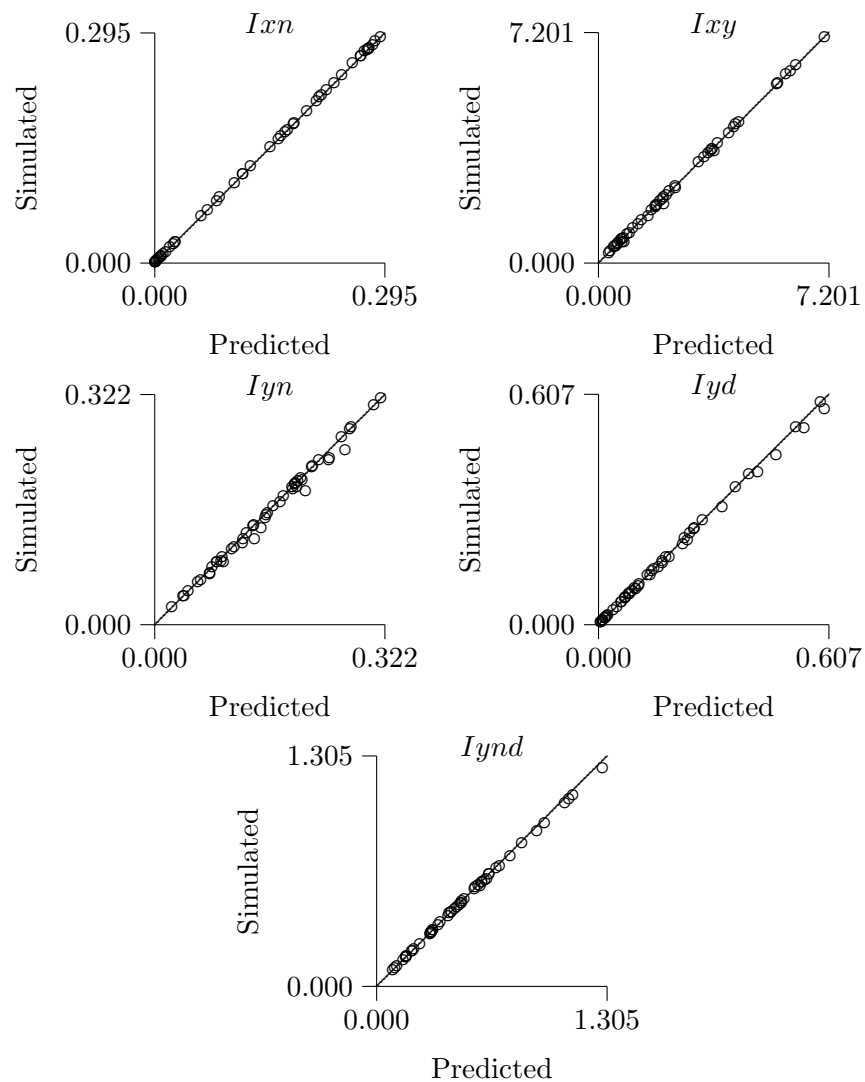 Ixn
0.295
Simulated
0.000
0.000
0.295
Predicted
Ixy
7.201
Simulated
0.000
0.000
7.201
Predicted
Iyn
0.322
Simulated
0.000
0.000
0.322
Predicted
Iyd
0.607
Simulated
0.000
0.000
0.607
Predicted
Iynd
1.305
Simulated
0.000
0.000
1.305
Predicted